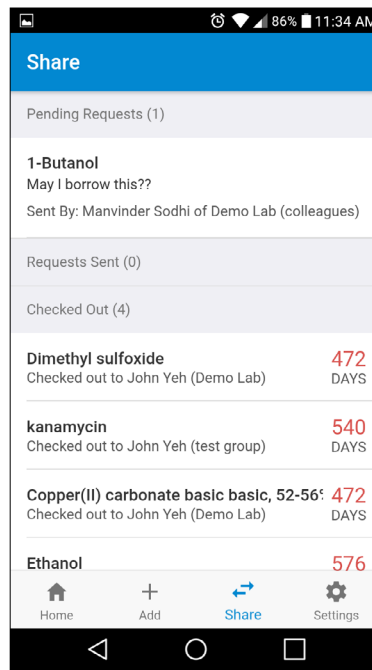 86% 11:34 AM
Share
Pending Requests (1)
1-Butanol
May I borrow this??
Sent By: Manvinder Sodhi of Demo Lab (colleagues)
Requests Sent (0)
Checked Out (4)
Dimethyl sulfoxide 472
Checked out to John Yeh (Demo Lab) DAYS
kanamycin 540
Checked out to John Yeh (test group) DAYS
Copper(II) carbonate basic basic, 52-56% 472
Checked out to John Yeh (Demo Lab) DAYS
Ethanol 576
Home Add Share Settings